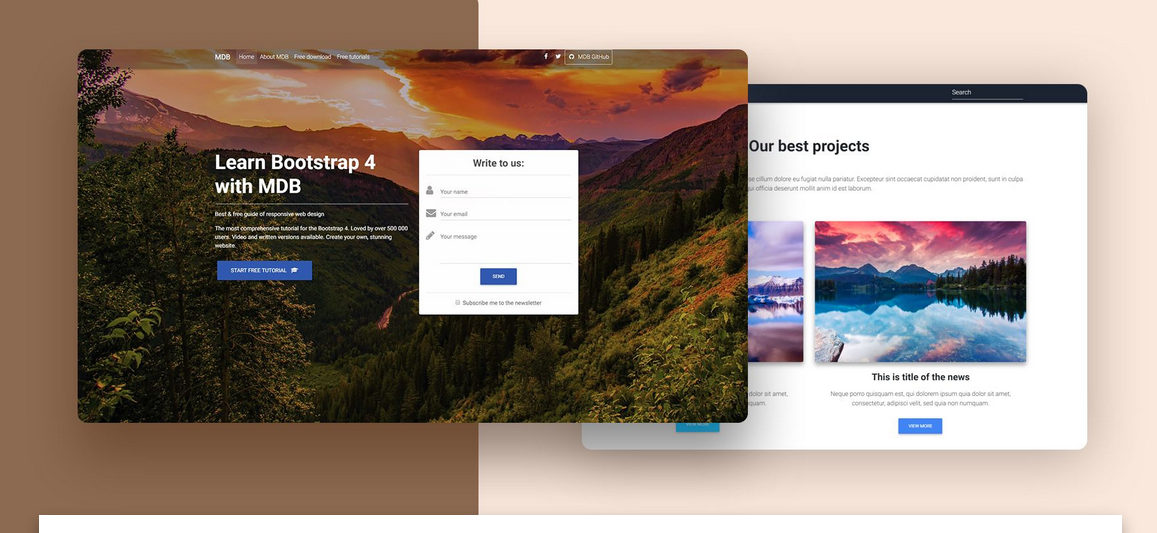 MDB Home About MDB Free download Free tutorials MDB GitHub
Learn Bootstrap 4
with MDB
Best & free guide of responsive web design
The most comprehensive tutorial for the Bootstrap 4. Loved by over 500 000
users. Video and written versions available. Create your own, stunning
website.
START FREE TUTORIAL
Write to us:
Your name
Your email
Your message
SEND
Subscribe me to the newsletter
Search
Our best projects
se cillum dolore eu fugiat nulla pariatur. Excepteur sint occaecat cupidatat non proident, sunt in culpa
qui officia deserunt mollit anim id est laborum.
dolor sit amet,
quam.
VIEW MORE
This is title of the news
Neque porro quisquam est, qui dolorem ipsum quia dolor sit amet,
consectetur, adipisci velit, sed quia non numquam.
VIEW MORE